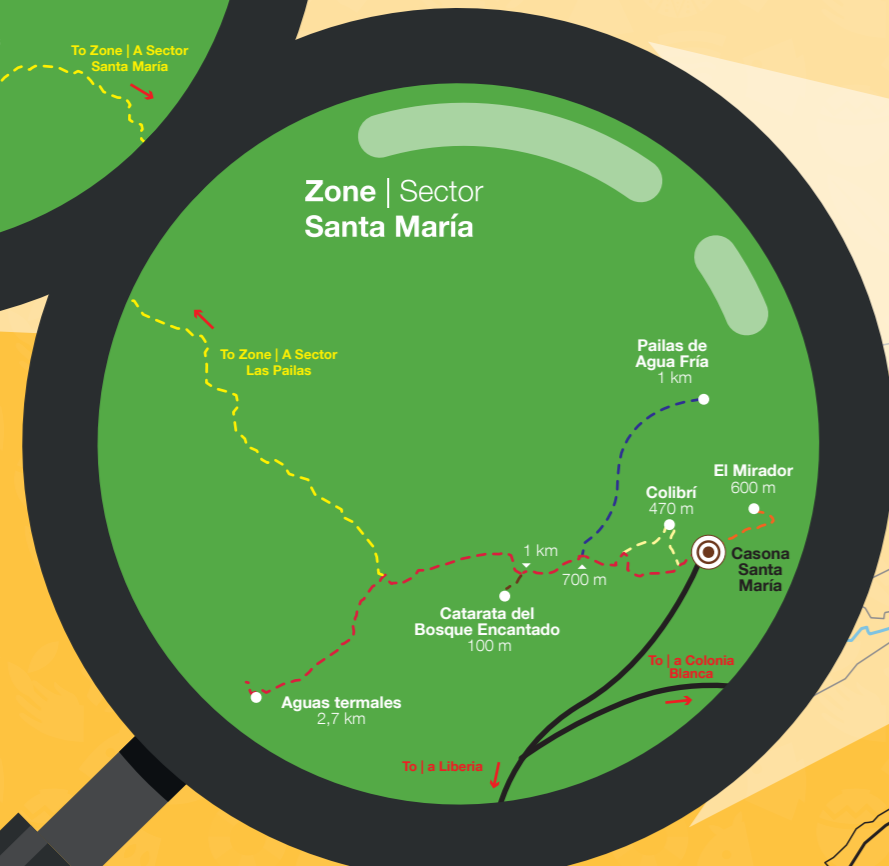 To Zone | A Sector
Santa María
Zone | Sector
Santa María
To Zone | A Sector
Las Pailas
Pailas de
Agua Fría
1 km
El Mirador
600 m
Colibrí
470 m
Casona
Santa
María
1 km
700 m
Catarata del
Bosque Encantado
100 m
To | a Colonia
Blanca
Aguas termales
2,7 km
To | a Liberia